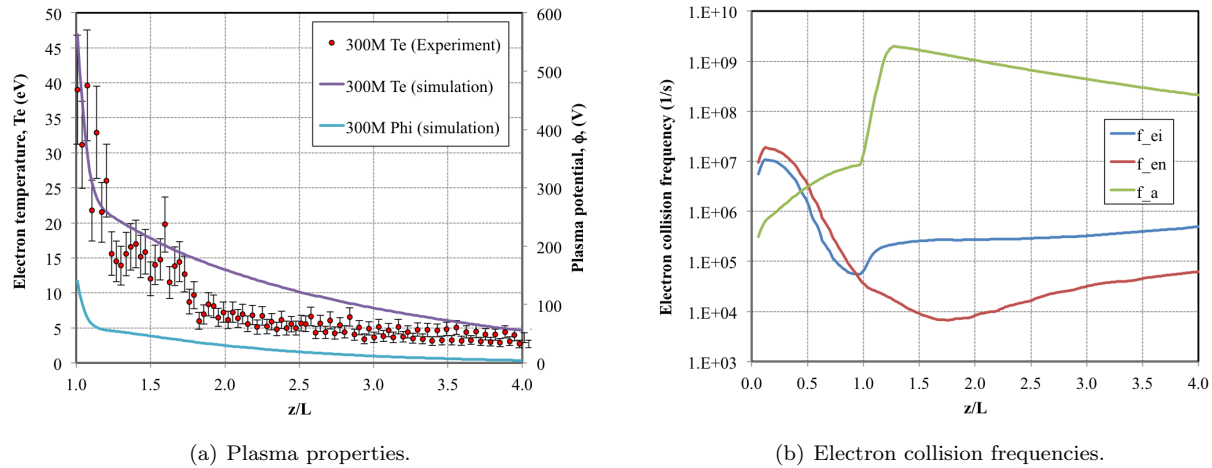 50
45
40
35
30
25
20
15
10
5
0
Electron temperature, Te (eV)
300M Te (Experiment)
300M Te (simulation)
300M Phi (simulation)
600
500
400
300
200
100
0
Plasma potential, ϕ, (V)
1.0 1.5 2.0 2.5 3.0 3.5 4.0
z/L
(a) Plasma properties.
1.E+10
1.E+09
1.E+08
1.E+07
1.E+06
1.E+05
1.E+04
1.E+03
Electron collision frequency (1/s)
f_ei
f_en
f_a
0.0 0.5 1.0 1.5 2.0 2.5 3.0 3.5 4.0
z/L
(b) Electron collision frequencies.